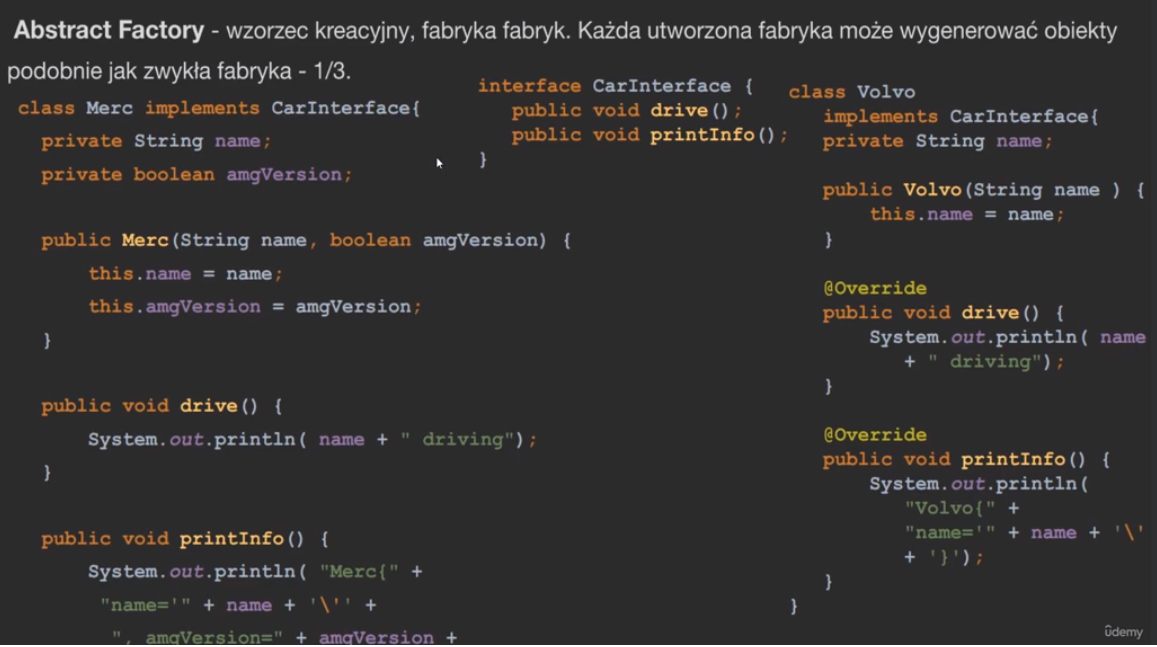 Abstract Factory - wzorzec kreacyjny, fabryka fabryk. Każda utworzona fabryka może wygenerować obiekty
podobnie jak zwykła fabryka - 1/3.
class Merc implements CarInterface{
private String name;
private boolean amgVersion;
public Merc(String name, boolean amgVersion) {
this.name = name;
this.amgVersion = amgVersion;
}
public void drive() {
System.out.println( name + " driving");
}
public void printInfo() {
System.out.println( "Merc{" +
"name='" + name + '\'' +
", amgVersion=" + amgVersion +
interface CarInterface {
public void drive();
public void printInfo();
}
class Volvo
implements CarInterface{
private String name;
public Volvo(String name ) {
this.name = name;
}
@Override
public void drive() {
System.out.println( name
+ " driving");
}
@Override
public void printInfo() {
System.out.println(
"Volvo{" +
"name='" + name + '\'
+ '}');
}
}
ûdemy